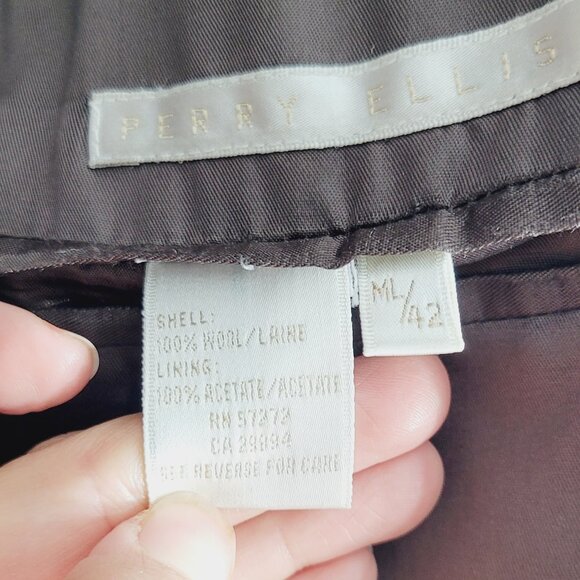 PERRY ELLIS
ML/42
SHELL:
100% WOOL/LAINE
LINING:
100% ACETATE/ACETATE
RN 57272
CA 29894
SEE REVERSE FOR CARE